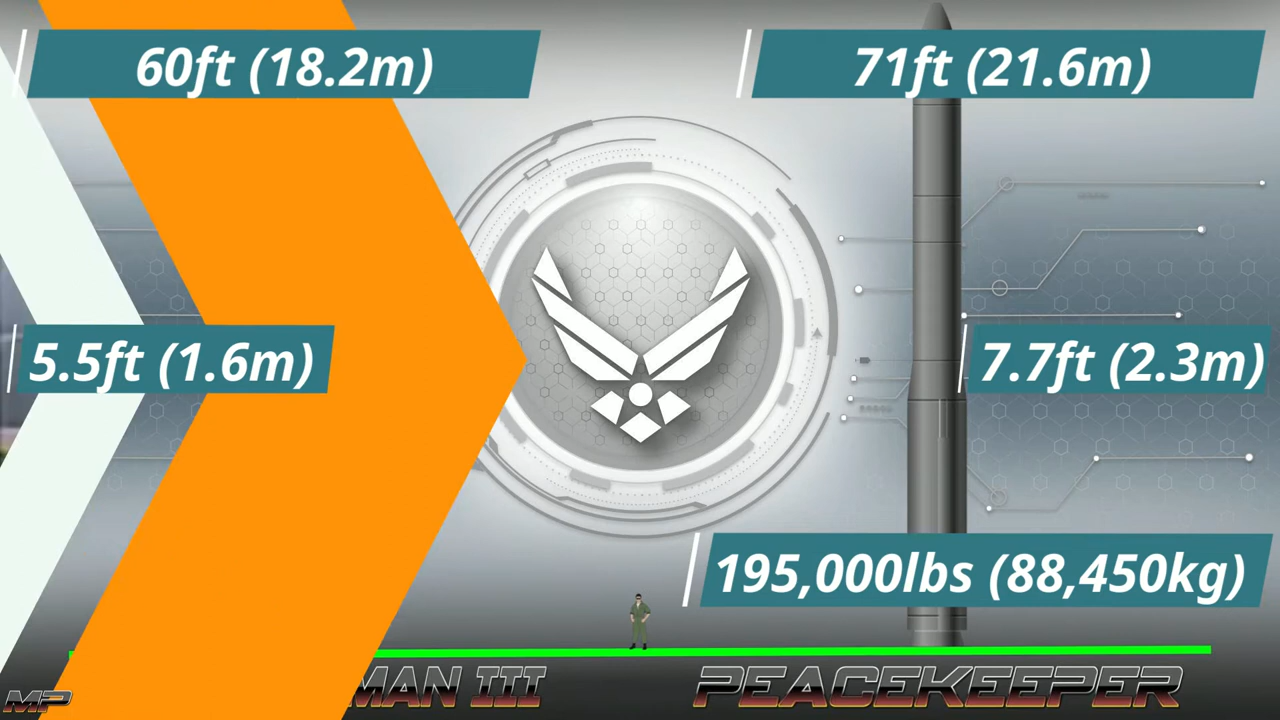 60ft (18.2m)
71ft (21.6m)
5.5ft (1.6m)
7.7ft (2.3m)
195,000lbs (88,450kg)
MAN III
PEACEKEEPER
MP